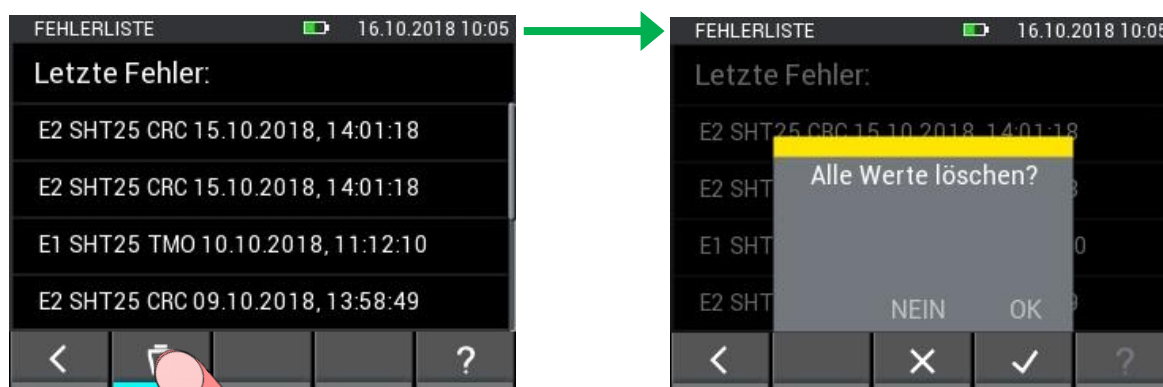 FEHLERLISTE 16.10.2018 10:05
Letzte Fehler:
E2 SHT25 CRC 15.10.2018, 14:01:18
E2 SHT25 CRC 15.10.2018, 14:01:18
E1 SHT25 TMO 10.10.2018, 11:12:10
E2 SHT25 CRC 09.10.2018, 13:58:49
?
FEHLERLISTE 16.10.2018 10:05
Letzte Fehler:
E2 SHT25 CRC 15.10.2018, 14:01:18
Alle Werte löschen?
E2 SHT
E1 SHT 0
E2 SHT
NEIN OK
?